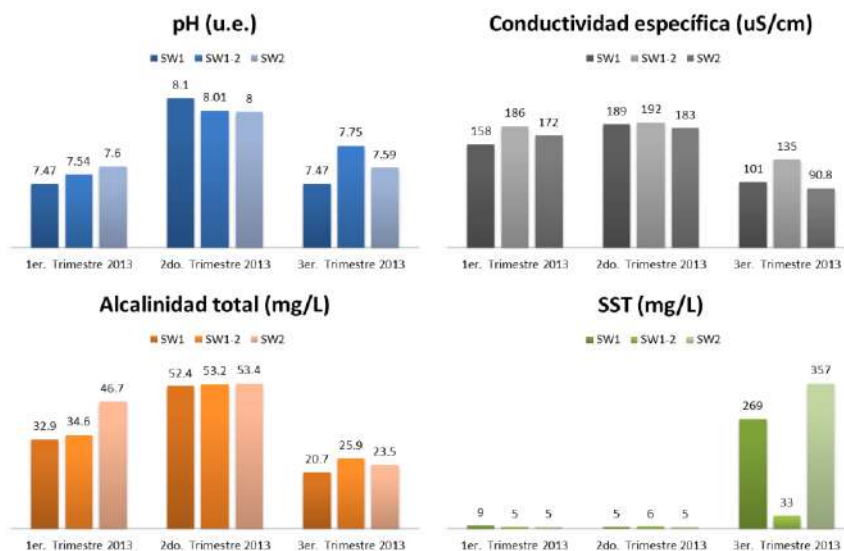 pH (u.e.)
SW1 SW1-2 SW2
7.47 7.54 7.6 8.1 8.01 8 7.47 7.75 7.59
1er. Trimestre 2013 2do. Trimestre 2013 3er. Trimestre 2013
Conductividad específica (uS/cm)
SW1 SW1-2 SW2
158 186 172 189 192 183 101 135 90.8
1er. Trimestre 2013 2do. Trimestre 2013 3er. Trimestre 2013
Alcalinidad total (mg/L)
SW1 SW1-2 SW2
32.9 34.6 46.7 52.4 53.2 53.4 20.7 25.9 23.5
1er. Trimestre 2013 2do. Trimestre 2013 3er. Trimestre 2013
SST (mg/L)
SW1 SW1-2 SW2
9 5 5 5 6 5 269 33 357
1er. Trimestre 2013 2do. Trimestre 2013 3er. Trimestre 2013